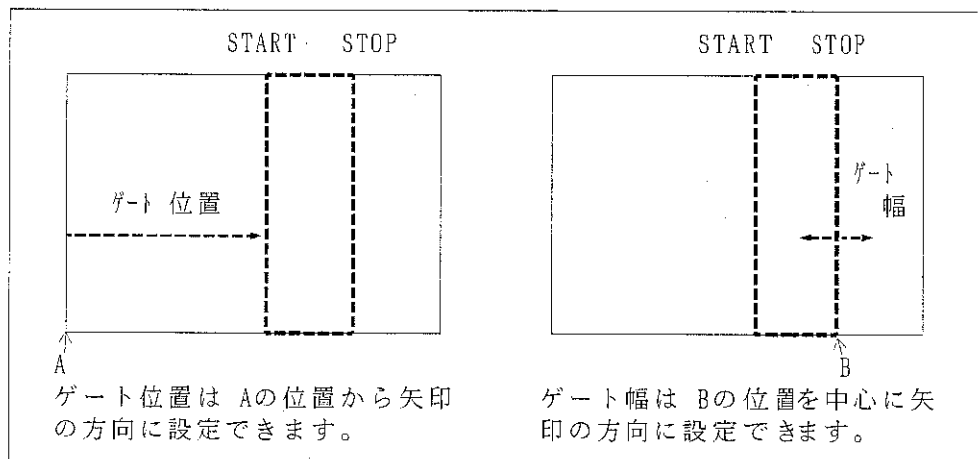 START STOP
ｹﾞｰﾄ 位置
A
ゲート位置は Aの位置から矢印
の方向に設定できます。
START STOP
ｹﾞｰﾄ
幅
B
ゲート幅は Bの位置を中心に矢
印の方向に設定できます。